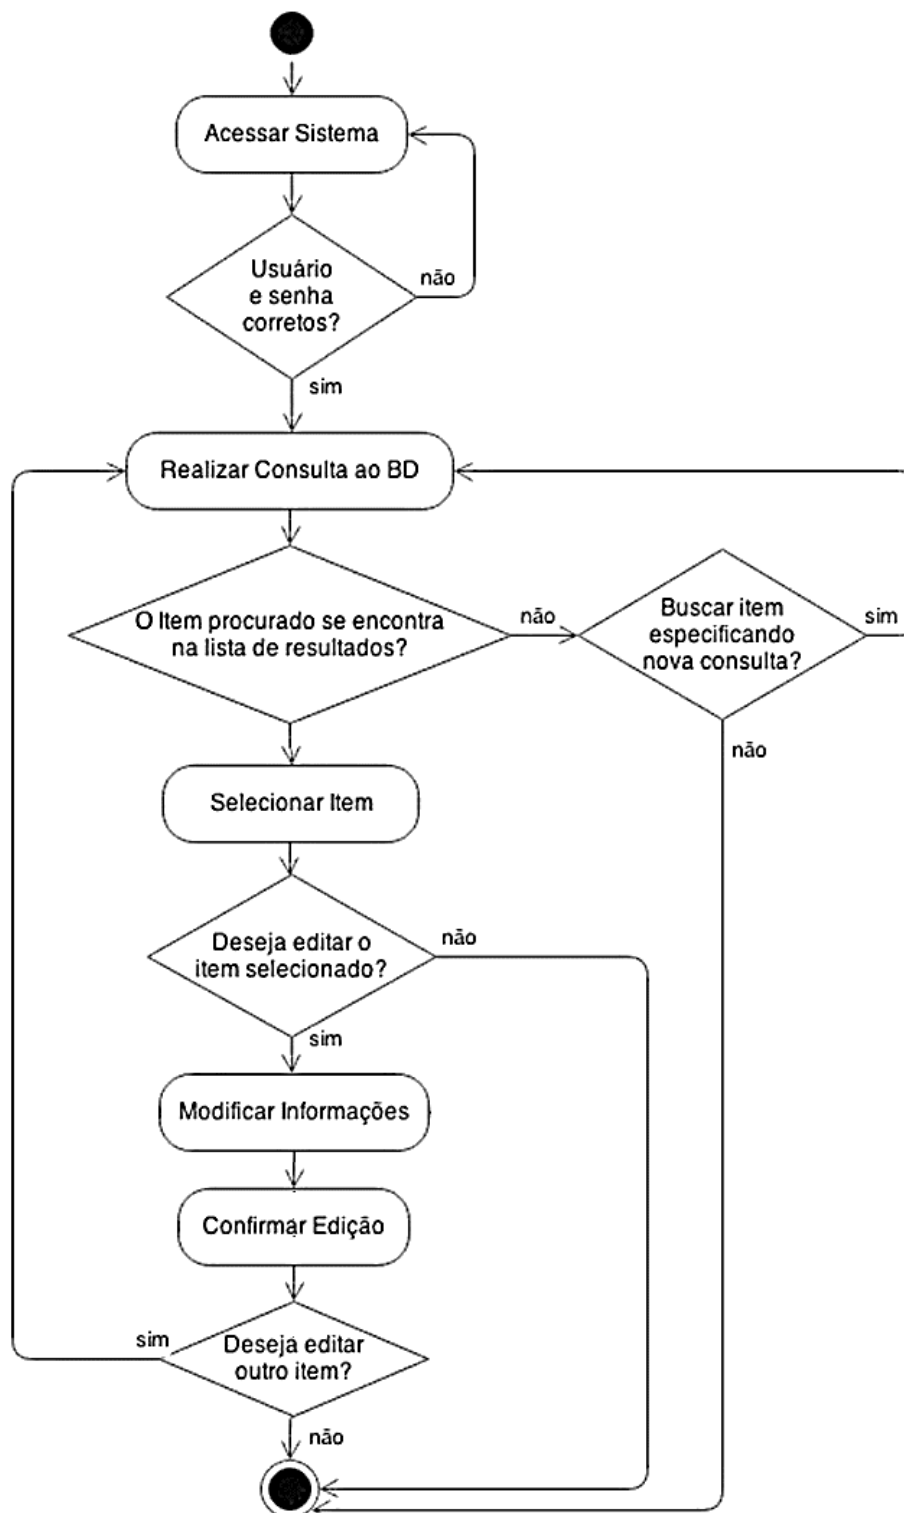 Acessar Sistema
Usuário
e senha
corretos?
não
sim
Realizar Consulta ao BD
O Item procurado se encontra
na lista de resultados?
não
Buscar item
especificando
nova consulta?
sim
não
Selecionar Item
Deseja editar o
item selecionado?
não
sim
Modificar Informações
Confirmar Edição
sim
Deseja editar
outro item?
não